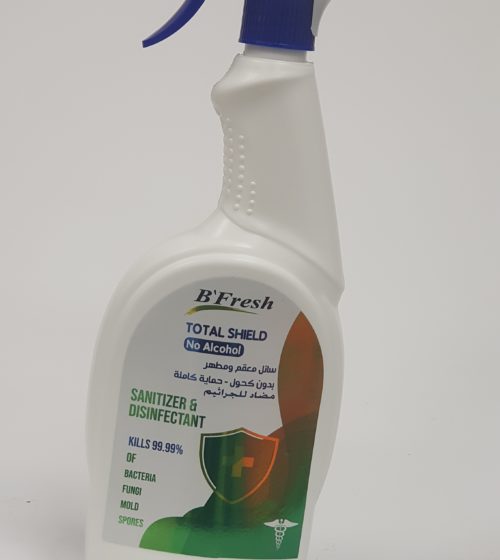 B'Fresh
TOTAL SHIELD
No Alcohol
سائل معقم ومطهر
بدون كحول - حماية كاملة
مضاد للجراثيم
SANITIZER &
DISINFECTANT
KILLS 99.99%
OF
BACTERIA
FUNGI
MOLD
SPORES